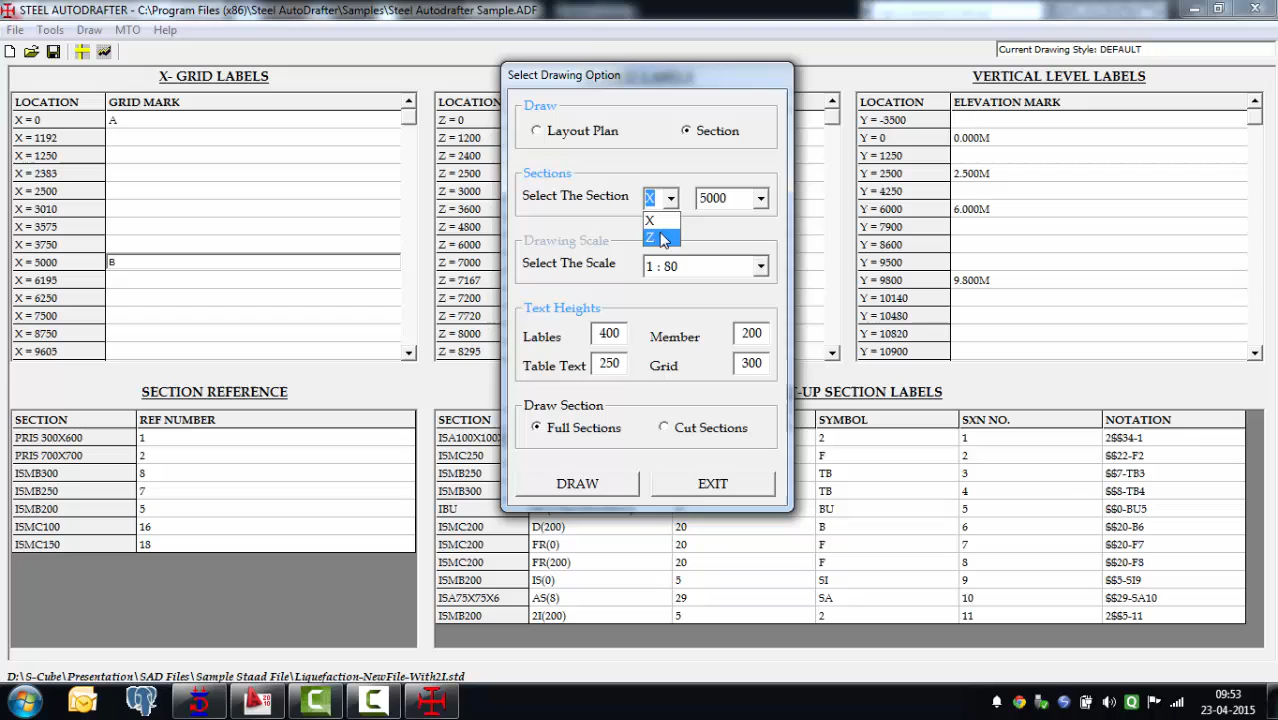 STEEL AUTODRAFTER - C:\Program Files (x86)\Steel AutoDrafter\Samples\Steel Autodrafter Sample.ADF
File Tools Draw MTO Help
Current Drawing Style: DEFAULT
X- GRID LABELS
LOCATION GRID MARK
X = 0 A
X = 1192
X = 1250
X = 2383
X = 2500
X = 3010
X = 3575
X = 3750
X = 5000 B
X = 6195
X = 6250
X = 7500
X = 8750
X = 9605
LOCATION
Z = 0
Z = 1200
Z = 2400
Z = 2500
Z = 3000
Z = 3600
Z = 4800
Z = 6000
Z = 7000
Z = 7167
Z = 7200
Z = 7720
Z = 8000
Z = 8295
Select Drawing Option
Draw
Layout Plan Section
Sections
Select The Section X 5000
X
Z
Drawing Scale
Select The Scale 1 : 80
Text Heights
Lables 400 Member 200
Table Text 250 Grid 300
Draw Section
Full Sections Cut Sections
DRAW EXIT
VERTICAL LEVEL LABELS
LOCATION ELEVATION MARK
Y = -3500
Y = 0 0.000M
Y = 1250
Y = 2500 2.500M
Y = 4250
Y = 6000 6.000M
Y = 7900
Y = 8600
Y = 9500
Y = 9800 9.800M
Y = 10140
Y = 10480
Y = 10820
Y = 10900
SECTION REFERENCE
SECTION REF NUMBER
PRIS 300X600 1
PRIS 700X700 2
ISMB300 8
ISMB250 7
ISMB200 5
ISMC100 16
ISMC150 18
-UP SECTION LABELS
SECTION SYMBOL SXN NO. NOTATION
ISA100X100X 2 1 2$$34-1
ISMC250 F 2 $$22-F2
ISMB250 TB 3 $$7-TB3
ISMB300 TB 4 $$8-TB4
IBU BU 5 $$0-BU5
ISMC200 D(200) 20 B 6 $$20-B6
ISMC200 FR(0) 20 F 7 $$20-F7
ISMC200 FR(200) 20 F 8 $$20-F8
ISMB200 IS(0) 5 SI 9 $$5-SI9
ISA75X75X6 AS(8) 29 SA 10 $$29-SA10
ISMB200 2I(200) 5 2 11 2$$5-11
D:\S-Cube\Presentation\SAD Files\Sample Staad File\Liquefaction-NewFile-With2I.std
09:53
23-04-2015